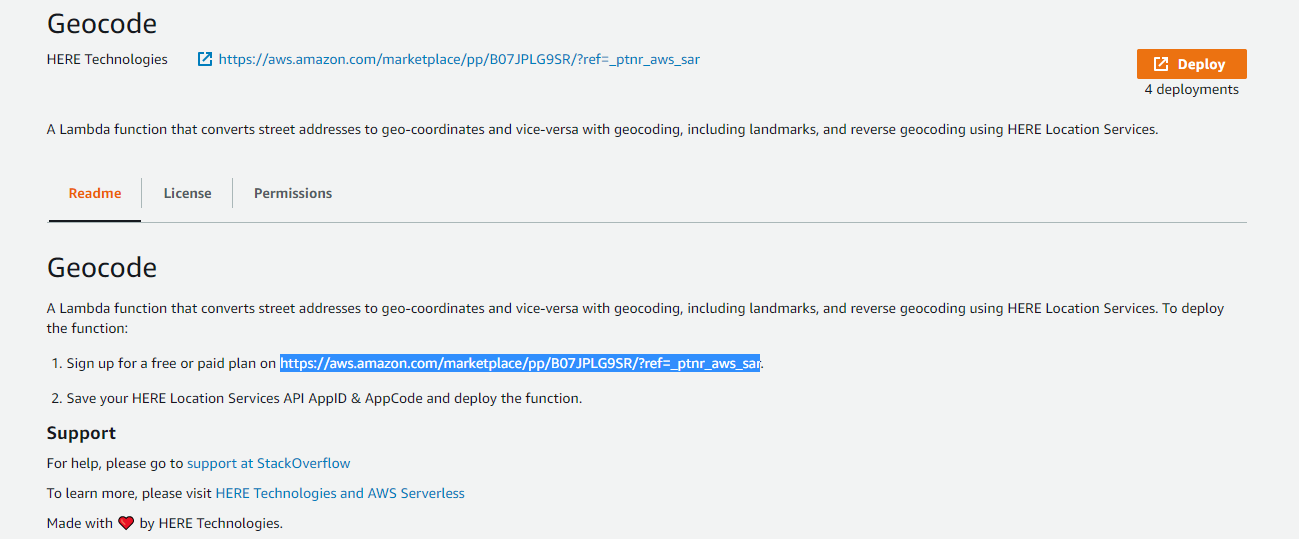 Geocode
HERE Technologies https://aws.amazon.com/marketplace/pp/B07JPLG9SR/?ref=_ptnr_aws_sar
Deploy
4 deployments
A Lambda function that converts street addresses to geo-coordinates and vice-versa with geocoding, including landmarks, and reverse geocoding using HERE Location Services.
Readme License Permissions
Geocode
A Lambda function that converts street addresses to geo-coordinates and vice-versa with geocoding, including landmarks, and reverse geocoding using HERE Location Services. To deploy
the function:
1. Sign up for a free or paid plan on https://aws.amazon.com/marketplace/pp/B07JPLG9SR/?ref=_ptnr_aws_sar.
2. Save your HERE Location Services API AppID & AppCode and deploy the function.
Support
For help, please go to support at StackOverflow
To learn more, please visit HERE Technologies and AWS Serverless
Made with ❤ by HERE Technologies.